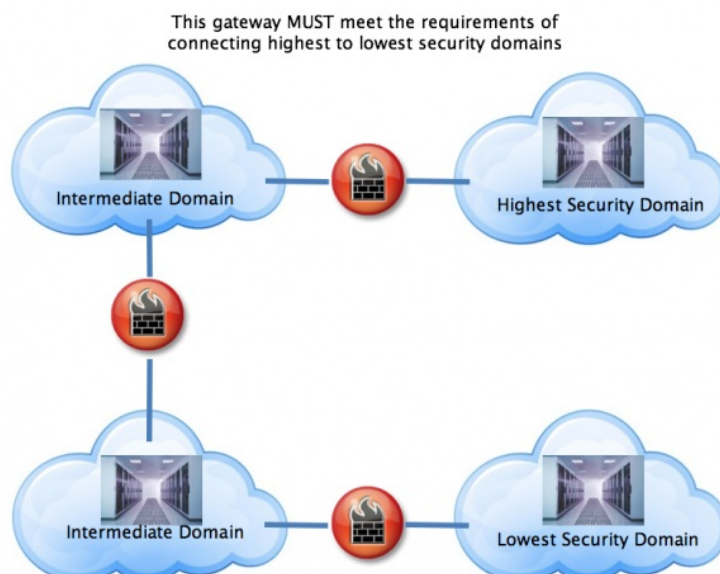 This gateway MUST meet the requirements of
connecting highest to lowest security domains
Intermediate Domain
Highest Security Domain
Intermediate Domain
Lowest Security Domain